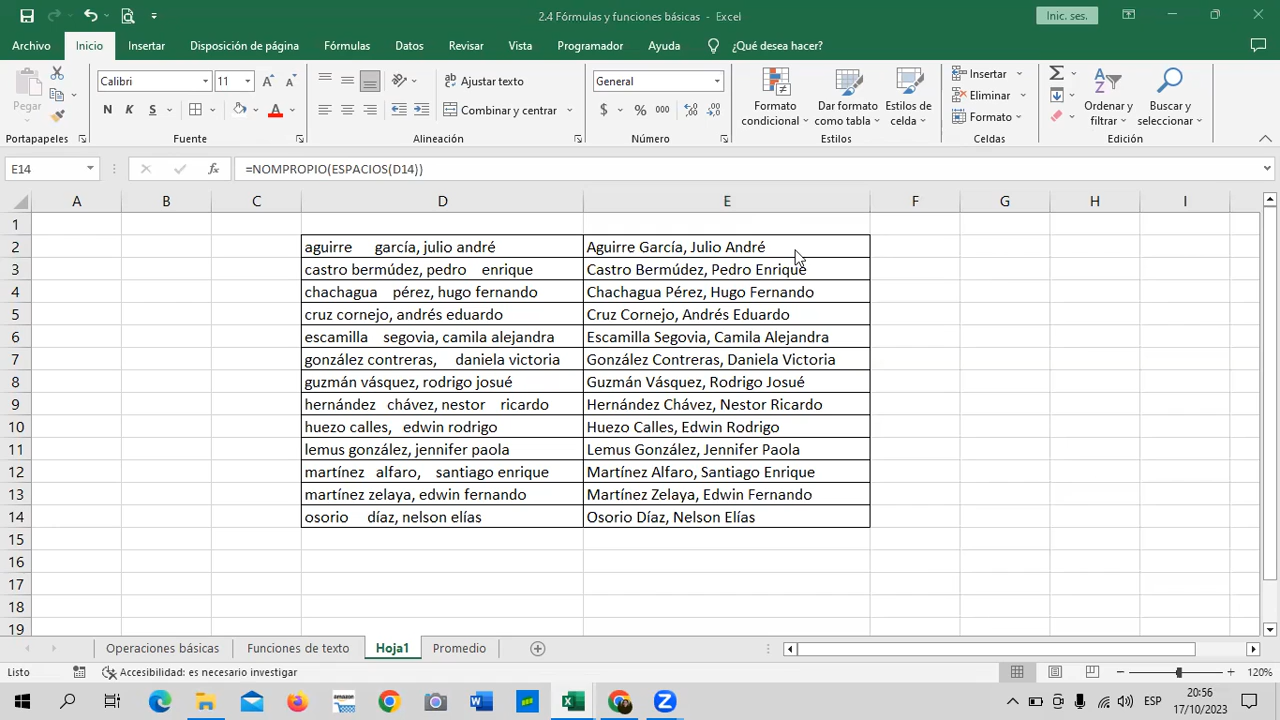 2.4 Fórmulas y funciones básicas - Excel
Inic. ses.
Archivo Inicio Insertar Disposición de página Fórmulas Datos Revisar Vista Programador Ayuda ¿Qué desea hacer?
Pegar
Calibri 11
N K S
Ajustar texto
Combinar y centrar
General
$ % 000
Formato condicional
Dar formato como tabla
Estilos de celda
Insertar
Eliminar
Formato
Ordenar y filtrar
Buscar y seleccionar
Portapapeles Fuente Alineación Número Estilos Celdas Edición
E14 fx =NOMPROPIO(ESPACIOS(D14))
A B C D E F G H I
1
2 aguirre     garcía, julio andré Aguirre García, Julio André
3 castro bermúdez, pedro    enrique Castro Bermúdez, Pedro Enrique
4 chachagua    pérez, hugo fernando Chachagua Pérez, Hugo Fernando
5 cruz cornejo, andrés eduardo Cruz Cornejo, Andrés Eduardo
6 escamilla    segovia, camila alejandra Escamilla Segovia, Camila Alejandra
7 gonzález contreras,     daniela victoria González Contreras, Daniela Victoria
8 guzmán vásquez, rodrigo josué Guzmán Vásquez, Rodrigo Josué
9 hernández   chávez, nestor    ricardo Hernández Chávez, Nestor Ricardo
10 huezo calles,   edwin rodrigo Huezo Calles, Edwin Rodrigo
11 lemus gonzález, jennifer paola Lemus González, Jennifer Paola
12 martínez   alfaro,    santiago enrique Martínez Alfaro, Santiago Enrique
13 martínez zelaya, edwin fernando Martínez Zelaya, Edwin Fernando
14 osorio     díaz, nelson elías Osorio Díaz, Nelson Elías
15
16
17
18
19
Operaciones básicas Funciones de texto Hoja1 Promedio
Listo Accesibilidad: es necesario investigar 120%
ESP 20:56
17/10/2023